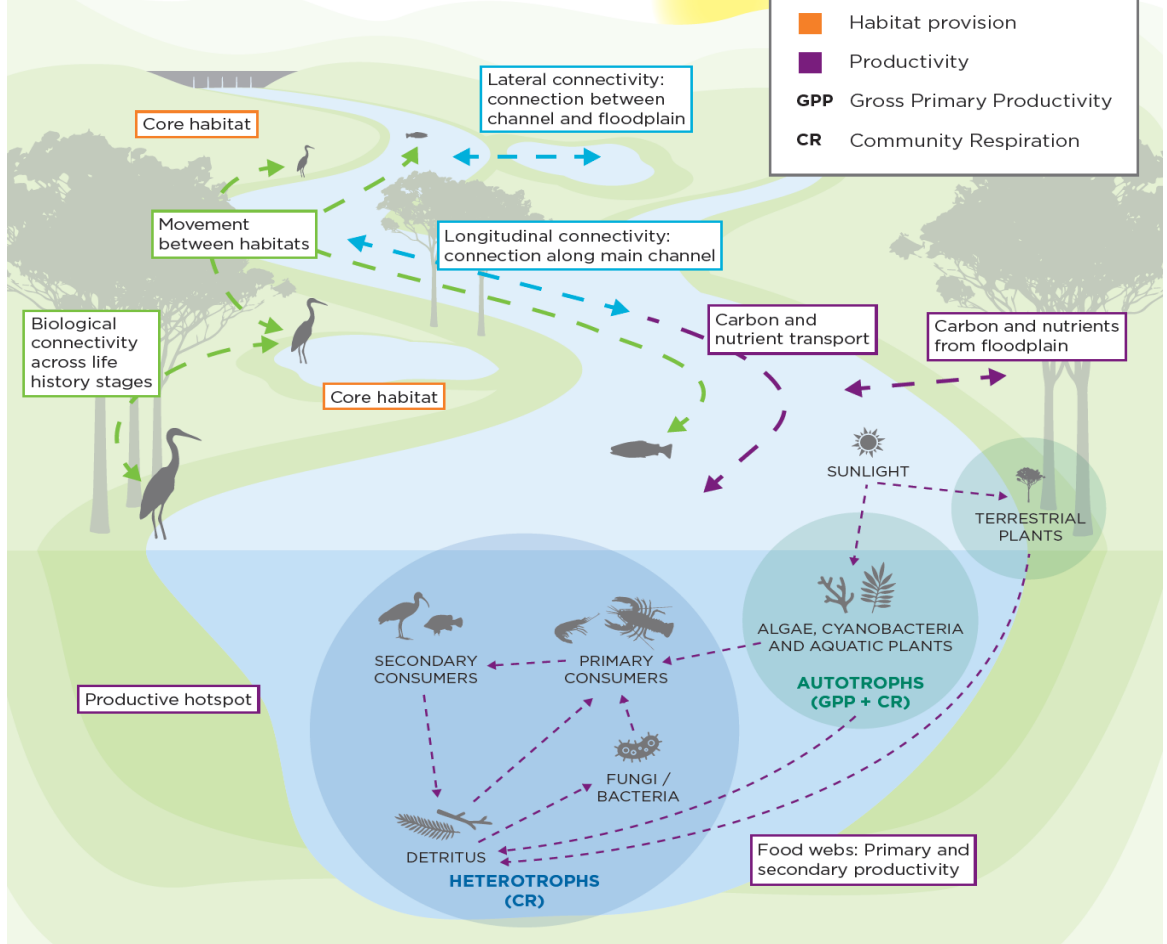 Habitat provision
Productivity
GPP Gross Primary Productivity
CR Community Respiration
Lateral connectivity:
connection between
channel and floodplain
Core habitat
Movement
between habitats
Longitudinal connectivity:
connection along main channel
Biological
connectivity
across life
history stages
Carbon and
nutrient transport
Carbon and nutrients
from floodplain
Core habitat
SUNLIGHT
TERRESTRIAL
PLANTS
ALGAE, CYANOBACTERIA
AND AQUATIC PLANTS
AUTOTROPHS
(GPP + CR)
SECONDARY
CONSUMERS
PRIMARY
CONSUMERS
Productive hotspot
FUNGI /
BACTERIA
DETRITUS
HETEROTROPHS
(CR)
Food webs: Primary and
secondary productivity